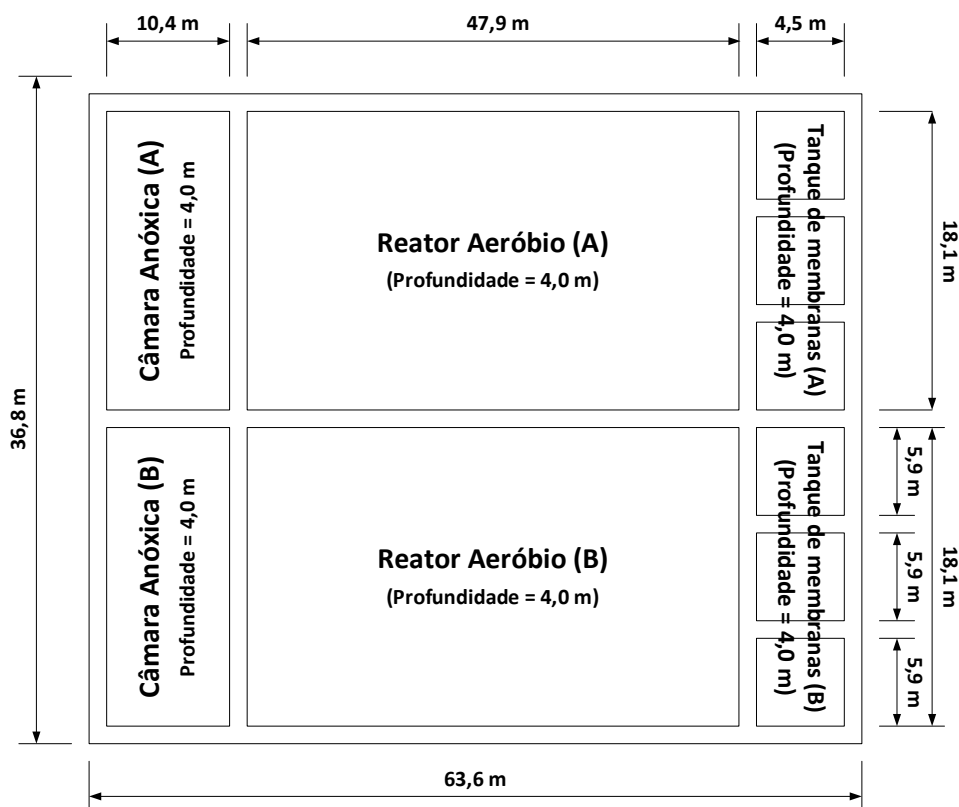 10,4 m
47,9 m
4,5 m
Câmara Anóxica (A)
Profundidade = 4,0 m
Reator Aeróbio (A)
(Profundidade = 4,0 m)
Tanque de membranas (A)
(Profundidade = 4,0 m)
18,1 m
36,8 m
Câmara Anóxica (B)
Profundidade = 4,0 m
Reator Aeróbio (B)
(Profundidade = 4,0 m)
Tanque de membranas (B)
(Profundidade = 4,0 m)
5,9 m
5,9 m
5,9 m
18,1 m
63,6 m